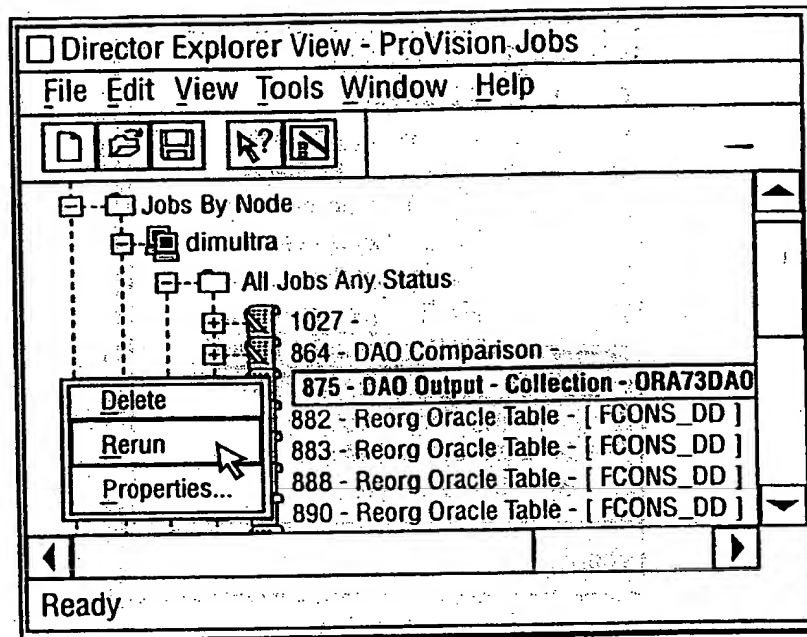 Director Explorer View - ProVision Jobs
File Edit View Tools Window Help
?
Jobs By Node
dimultra
All Jobs Any Status
1027 -
864 - DAO Comparison -
875 - DAO Output - Collection - ORA73DAO
882 - Reorg Oracle Table - [ FCONS_DD ]
883 - Reorg Oracle Table - [ FCONS_DD ]
888 - Reorg Oracle Table - [ FCONS_DD ]
890 - Reorg Oracle Table - [ FCONS_DD ]
Delete
Rerun
Properties...
Ready